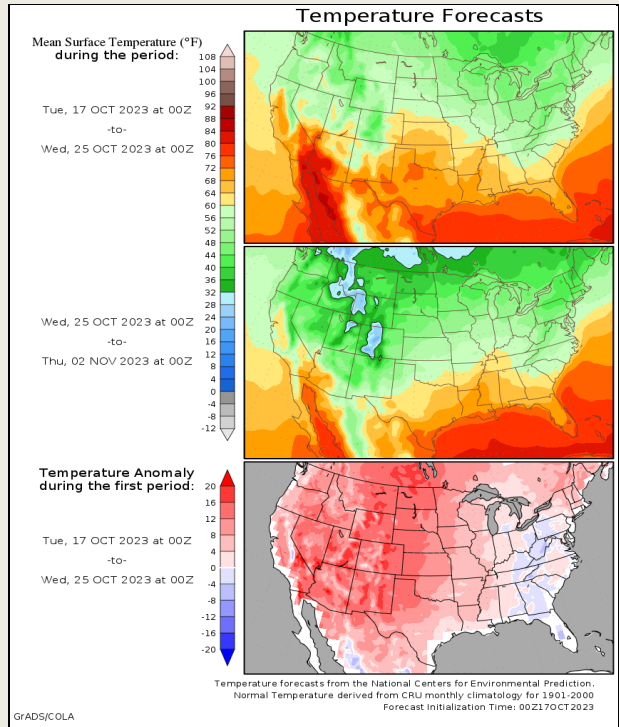 Temperature Forecasts
Mean Surface Temperature (°F)
during the period:
Tue, 17 OCT 2023 at 00Z
-to-
Wed, 25 OCT 2023 at 00Z
108
104
100
96
92
88
84
80
76
72
68
64
60
56
52
48
44
40
36
32
28
24
20
16
12
8
4
0
-4
-8
-12
Wed, 25 OCT 2023 at 00Z
-to-
Thu, 02 NOV 2023 at 00Z
Temperature Anomaly
during the first period:
Tue, 17 OCT 2023 at 00Z
-to-
Wed, 25 OCT 2023 at 00Z
20
16
12
8
4
0
-4
-8
-12
-16
-20
Temperature forecasts from the National Centers for Environmental Prediction.
Normal Temperature derived from CRU monthly climatology for 1901-2000
Forecast Initialization Time: 00Z17OCT2023
GrADS/COLA